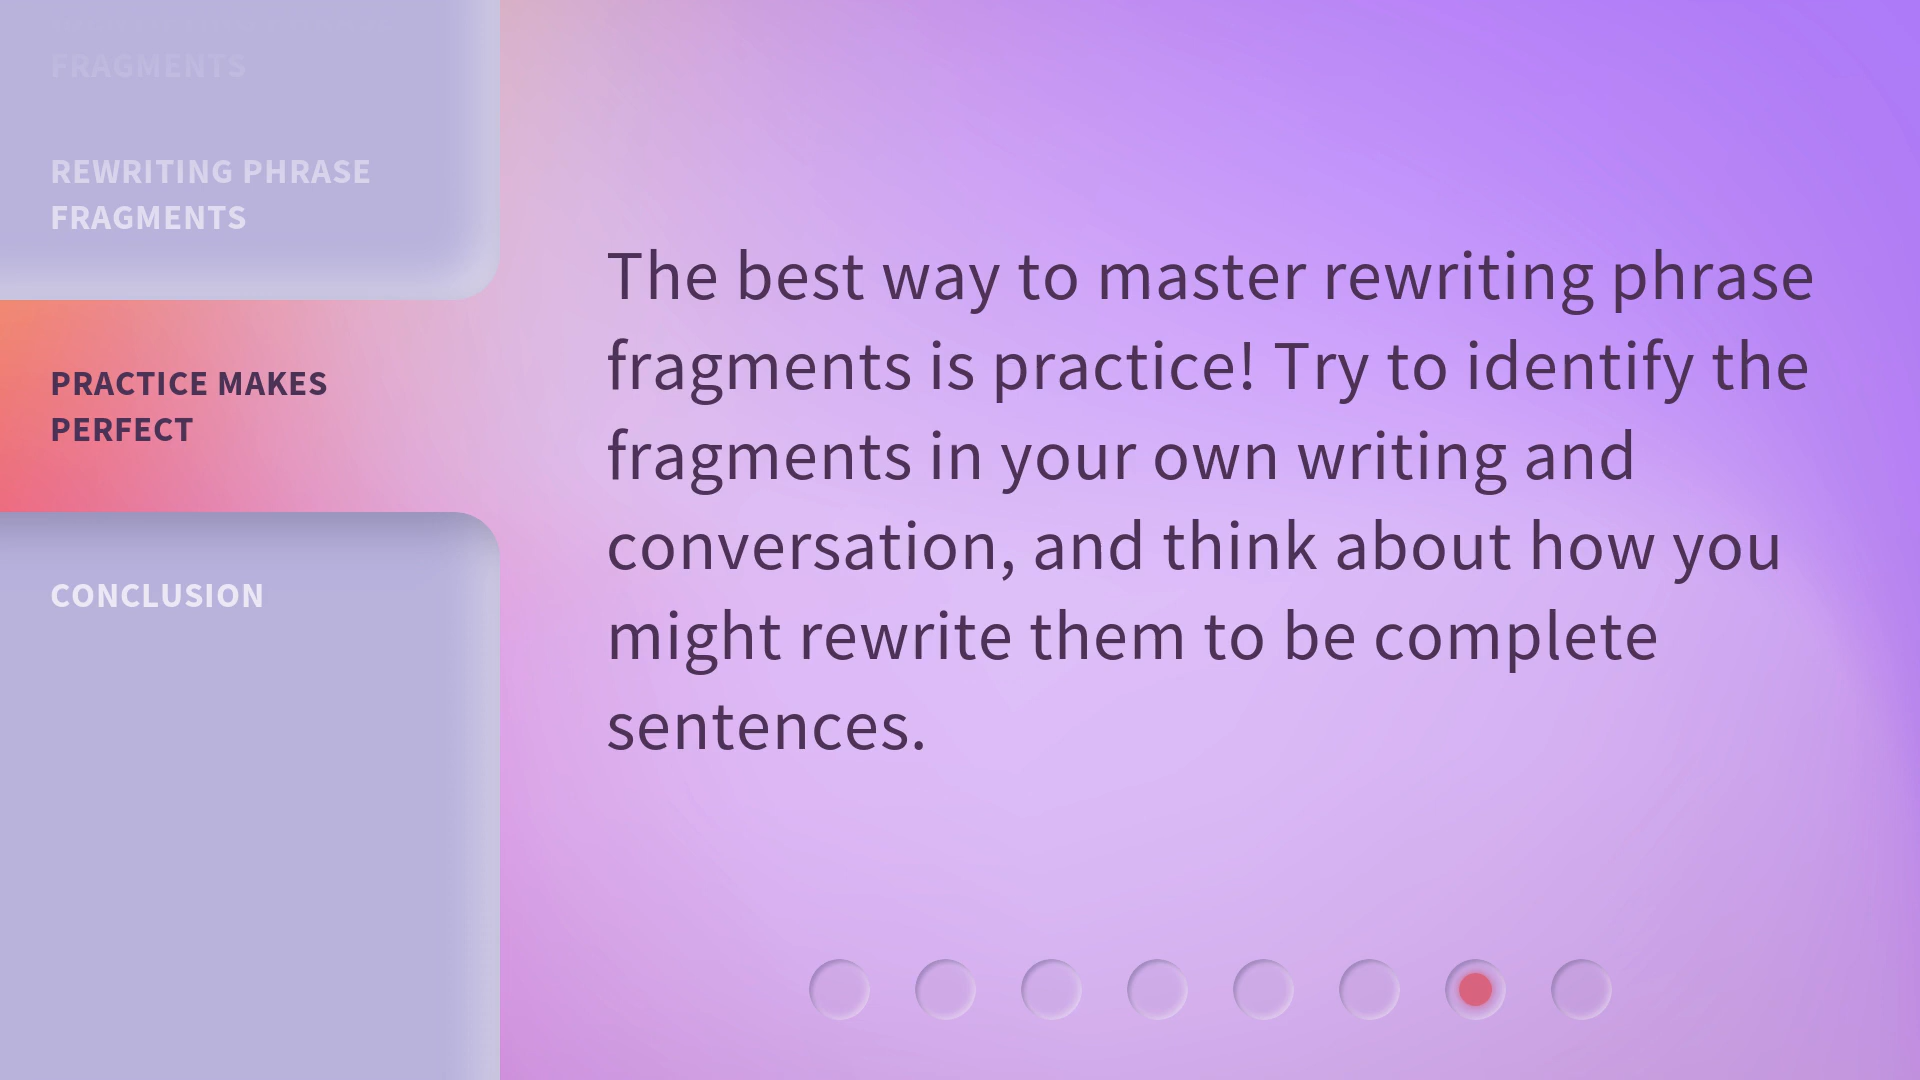 FRAGMENTS
REWRITING PHRASE
FRAGMENTS
PRACTICE MAKES
PERFECT
CONCLUSION
The best way to master rewriting phrase
fragments is practice! Try to identify the
fragments in your own writing and
conversation, and think about how you
might rewrite them to be complete
sentences.